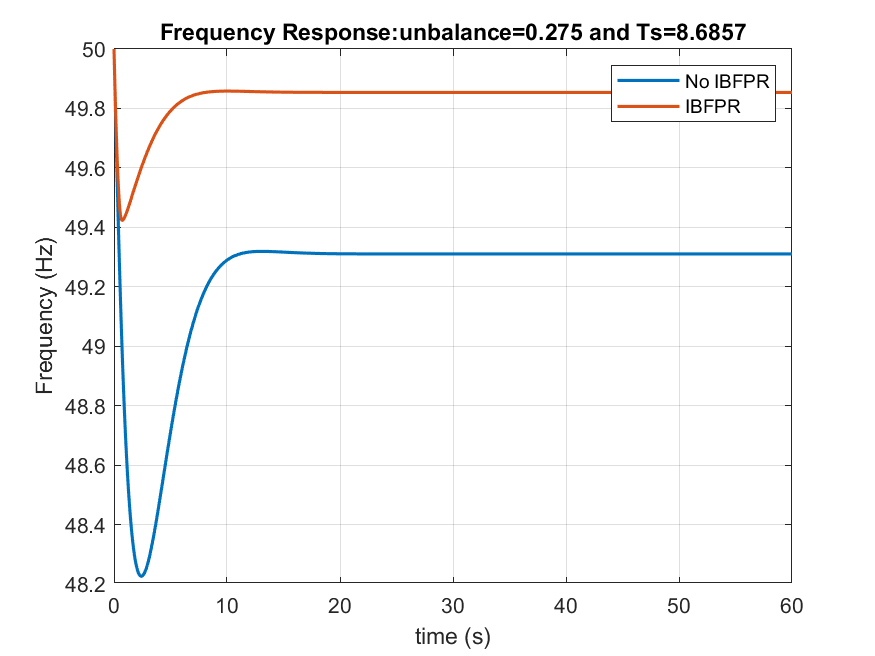 Frequency Response:unbalance=0.275 and Ts=8.6857
50
49.8
49.6
49.4
49.2
49
48.8
48.6
48.4
48.2
Frequency (Hz)
No IBFPR
IBFPR
0 10 20 30 40 50 60
time (s)